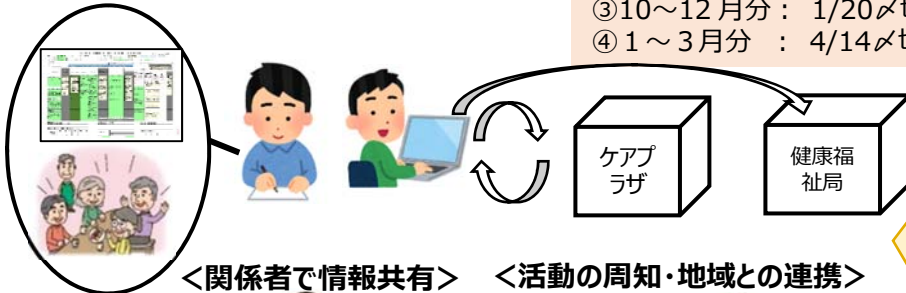 ③10～12月分： 1/20〆
④１～３月分 ： 4/14〆
ケアプ
ラザ
健康福
祉局
＜関係者で情報共有＞
＜活動の周知・地域との連携＞